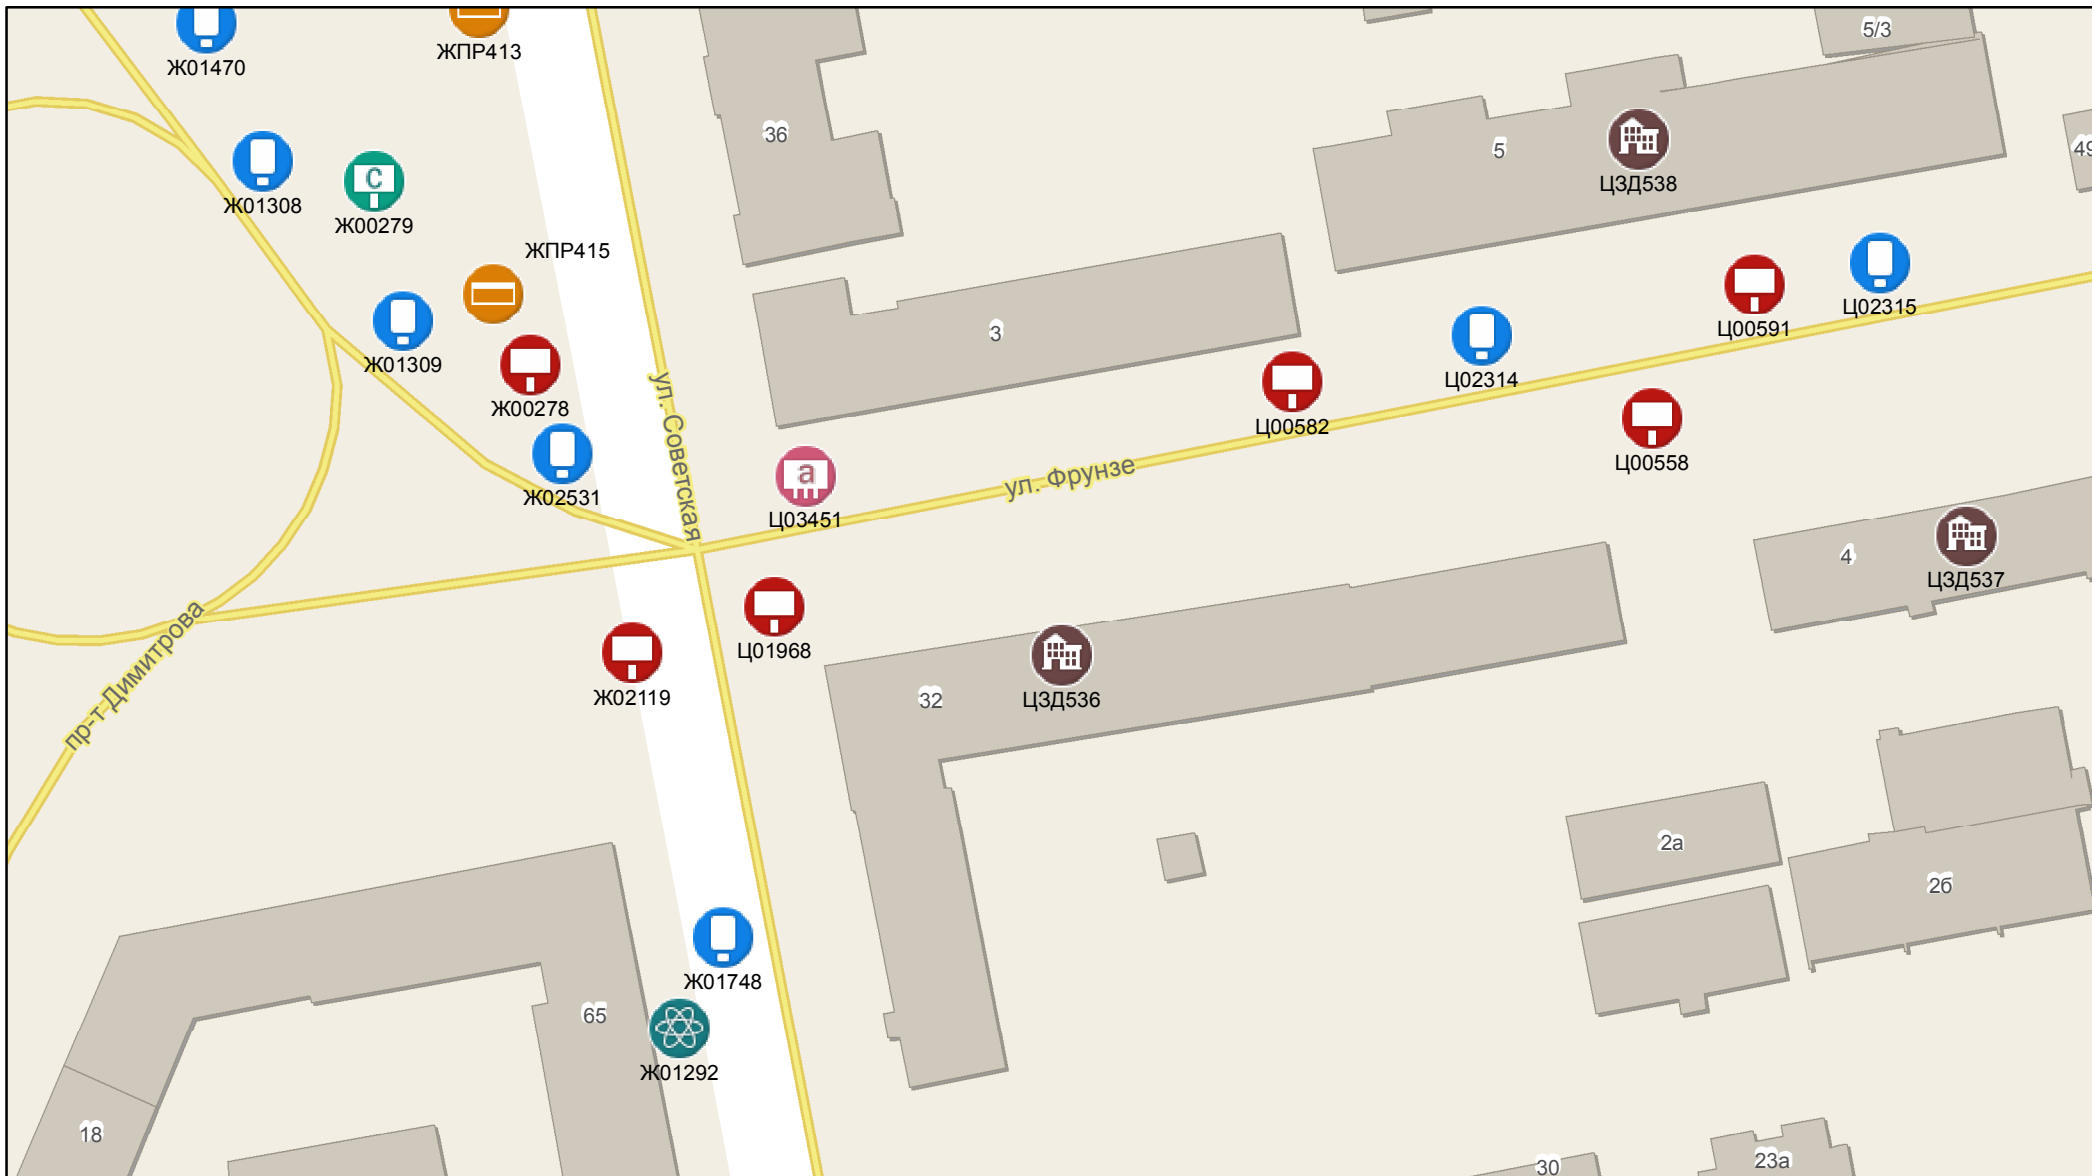 Ж01470
ЖПР413
5/3
36
5
49
ЦЗД538
Ж01308
с
Ж00279
ЖПР415
Ц02315
Ц00591
3
Ж01309
Ц02314
Ж00278
Ц00582
ул. Советская
Ц00558
а
ул. Фрунзе
Ж02531
Ц03451
4
ЦЗД537
пр-т Димитрова
Ц01968
Ж02119
32
ЦЗД536
2а
2б
Ж01748
65
Ж01292
18
30
23а